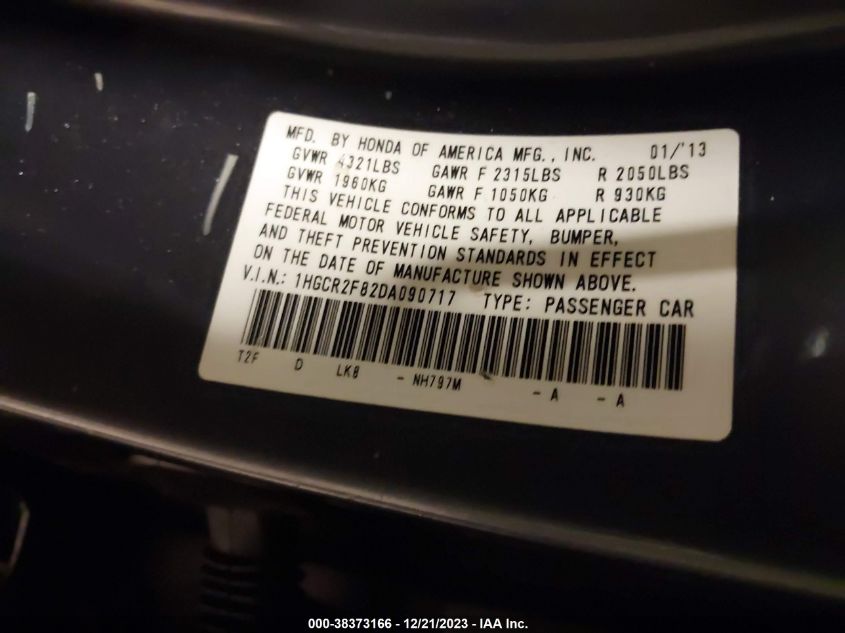 MFD. BY HONDA OF AMERICA MFG., INC. 01/'13
GVWR 4321LBS GAWR F 2315LBS R 2050LBS
GVWR 1960KG GAWR F 1050KG R 930KG
THIS VEHICLE CONFORMS TO ALL APPLICABLE
FEDERAL MOTOR VEHICLE SAFETY, BUMPER,
AND THEFT PREVENTION STANDARDS IN EFFECT
ON THE DATE OF MANUFACTURE SHOWN ABOVE.
V.I.N.: 1HGCR2F82DA090717 TYPE: PASSENGER CAR
T2F D LK8 - NH797M - A - A
000-38373166 - 12/21/2023 - IAA Inc.